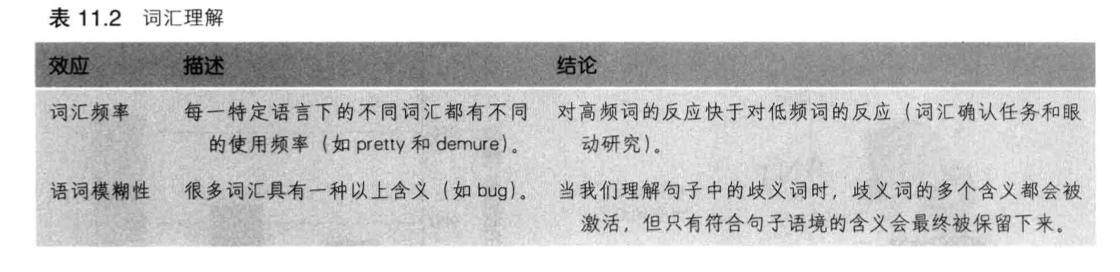 表 11.2 词汇理解
效应 描述 结论
词汇频率 每一特定语言下的不同词汇都有不同 对高频词的反应快于对低频词的反应（词汇确认任务和眼
的使用频率（如 pretty 和 demure）。 动研究）。
语词模糊性 很多词汇具有一种以上含义（如 bug）。 当我们理解句子中的歧义词时，歧义词的多个含义都会被
激活，但只有符合句子语境的含义会最终被保留下来。